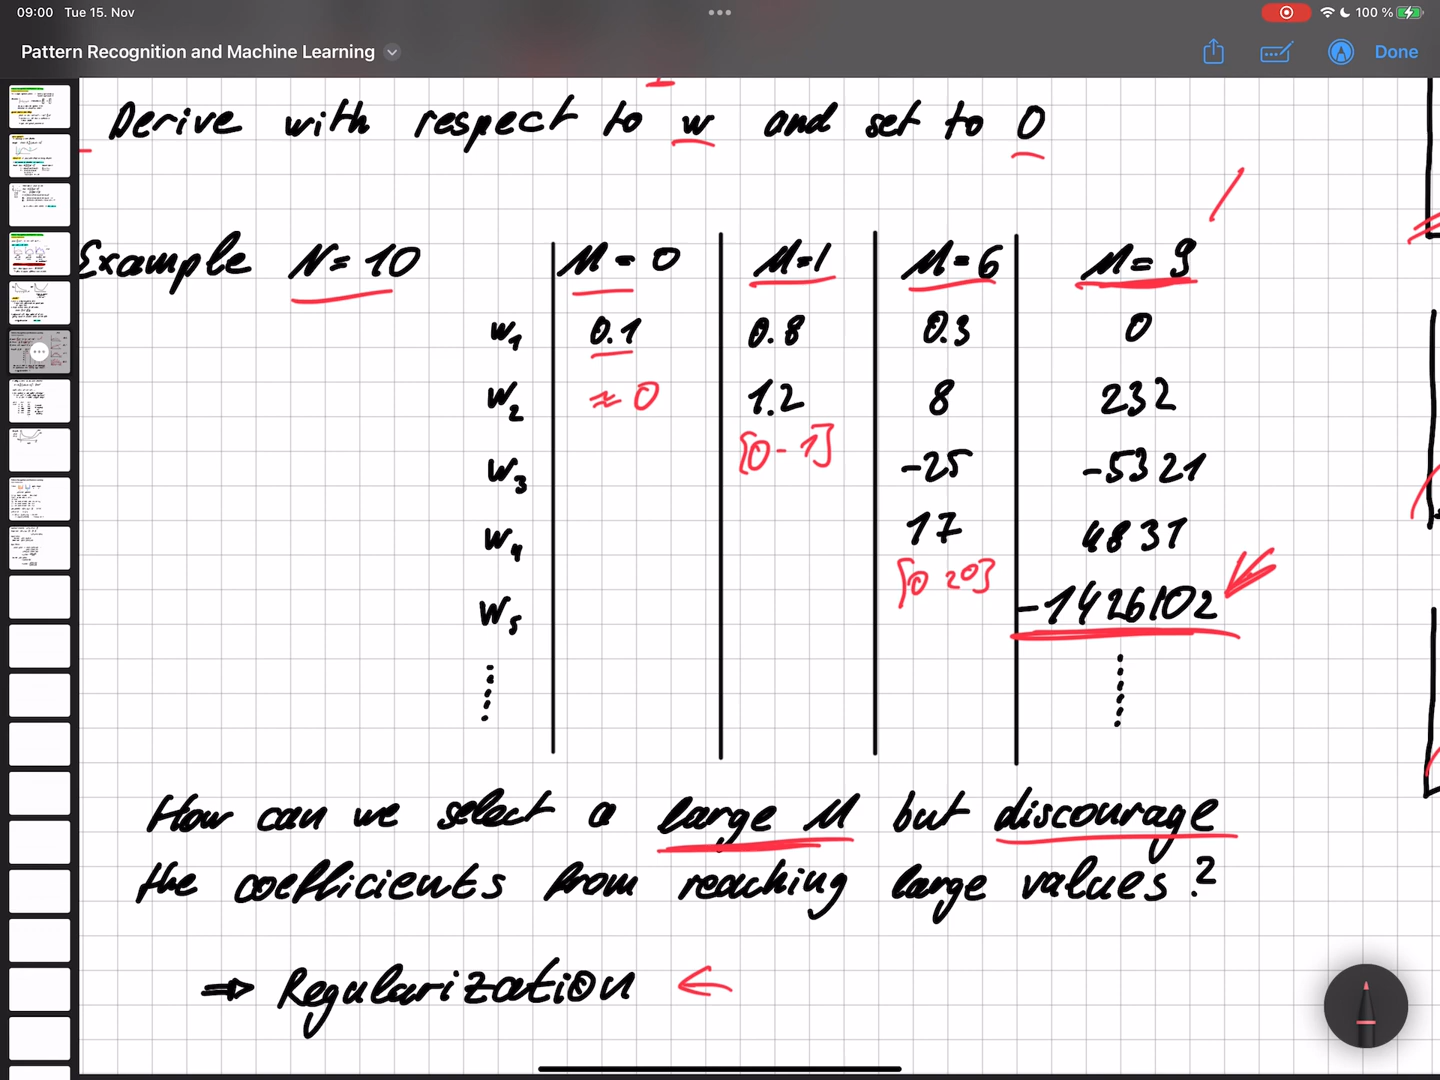 09:00 Tue 15. Nov
100 %
Pattern Recognition and Machine Learning
Done
Derive with respect to w and set to 0
Example N = 10 M = 0 M=1 M=6 M = 9
w1 0.1 0.8 0.3 0
w2 ≈ 0 1.2 8 232
[0 - 1]
w3 -25 -5321
w4 17 4831
[0 20]
w5 -1426102
How can we select a large M but discourage
the coefficients from reaching large values?
⇒ Regularization ←